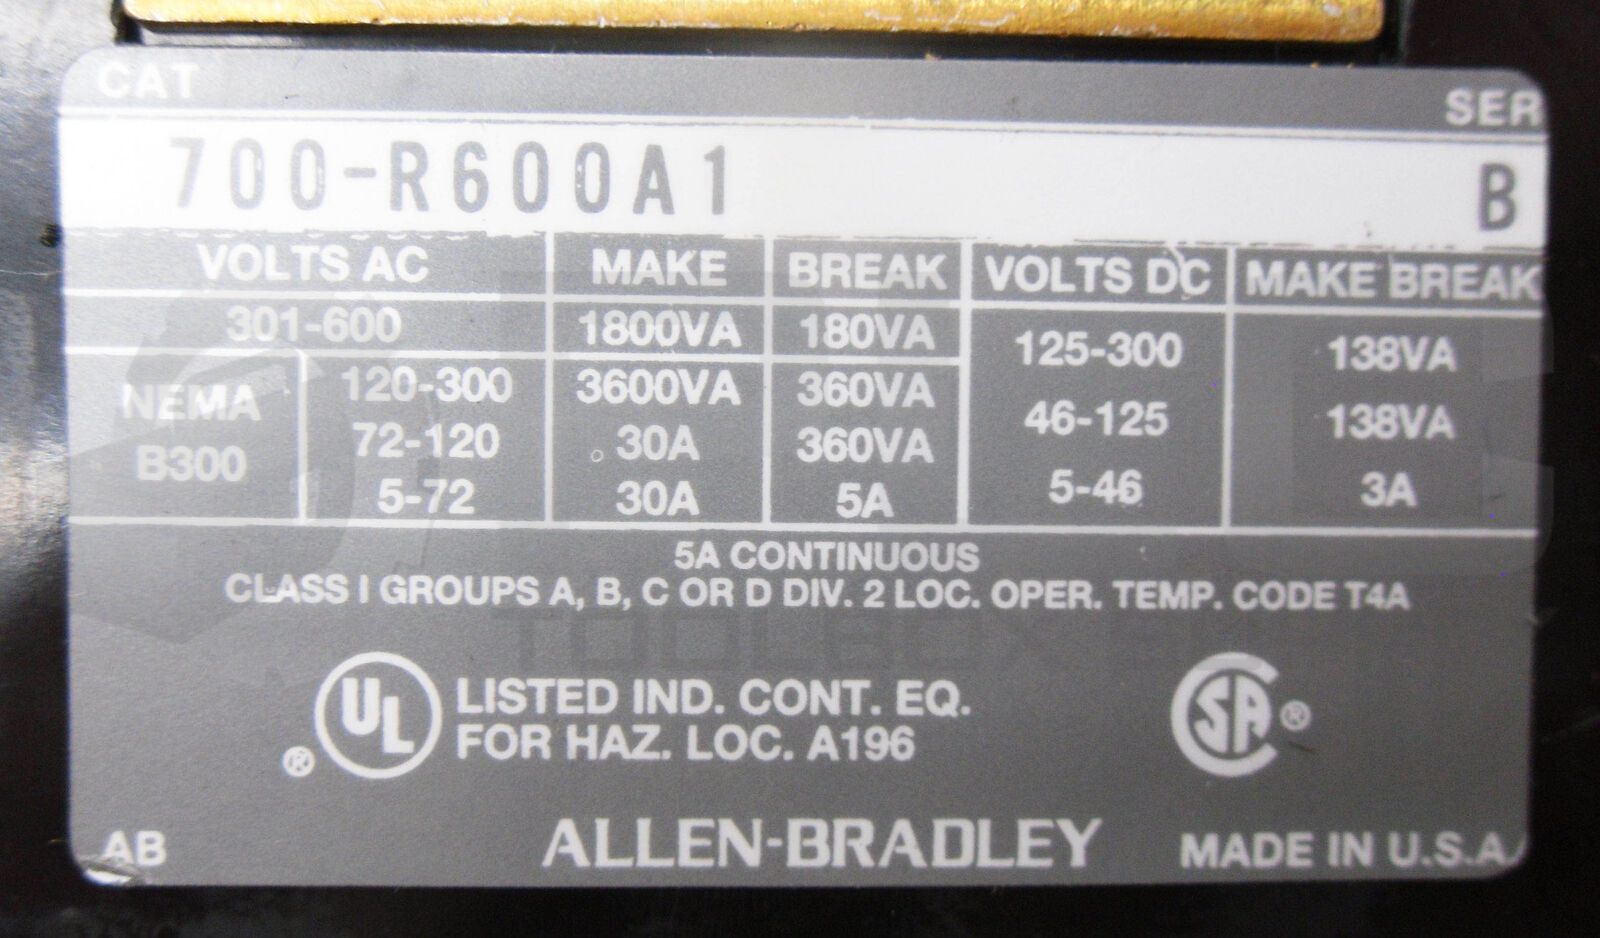 CAT SER
700-R600A1 B
VOLTS AC MAKE BREAK VOLTS DC MAKE BREAK
301-600 1800VA 180VA 125-300 138VA
NEMA B300 120-300 3600VA 360VA
72-120 30A 360VA 46-125 138VA
5-72 30A 5A 5-46 3A
5A CONTINUOUS
CLASS I GROUPS A, B, C OR D DIV. 2 LOC. OPER. TEMP. CODE T4A
TOOLBOX
UL LISTED IND. CONT. EQ.
® FOR HAZ. LOC. A196
SA ®
AB ALLEN-BRADLEY MADE IN U.S.A